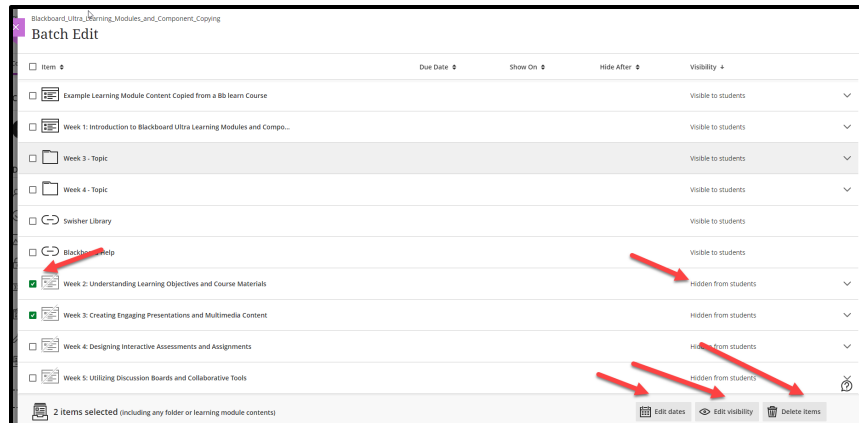 Blackboard_Ultra_Learning_Modules_and_Component_Copying
Batch Edit
Item Due Date Show On Hide After Visibility
Example Learning Module Content Copied from a Bb learn Course Visible to students
Week 1: Introduction to Blackboard Ultra Learning Modules and Compo... Visible to students
Week 3 - Topic Visible to students
Week 4 - Topic Visible to students
Swisher Library Visible to students
Blackboard Help Visible to students
Week 2: Understanding Learning Objectives and Course Materials Hidden from students
Week 3: Creating Engaging Presentations and Multimedia Content Hidden from students
Week 4: Designing Interactive Assessments and Assignments Hidden from students
Week 5: Utilizing Discussion Boards and Collaborative Tools Hidden from students
2 items selected (including any folder or learning module contents) Edit dates Edit visibility Delete items